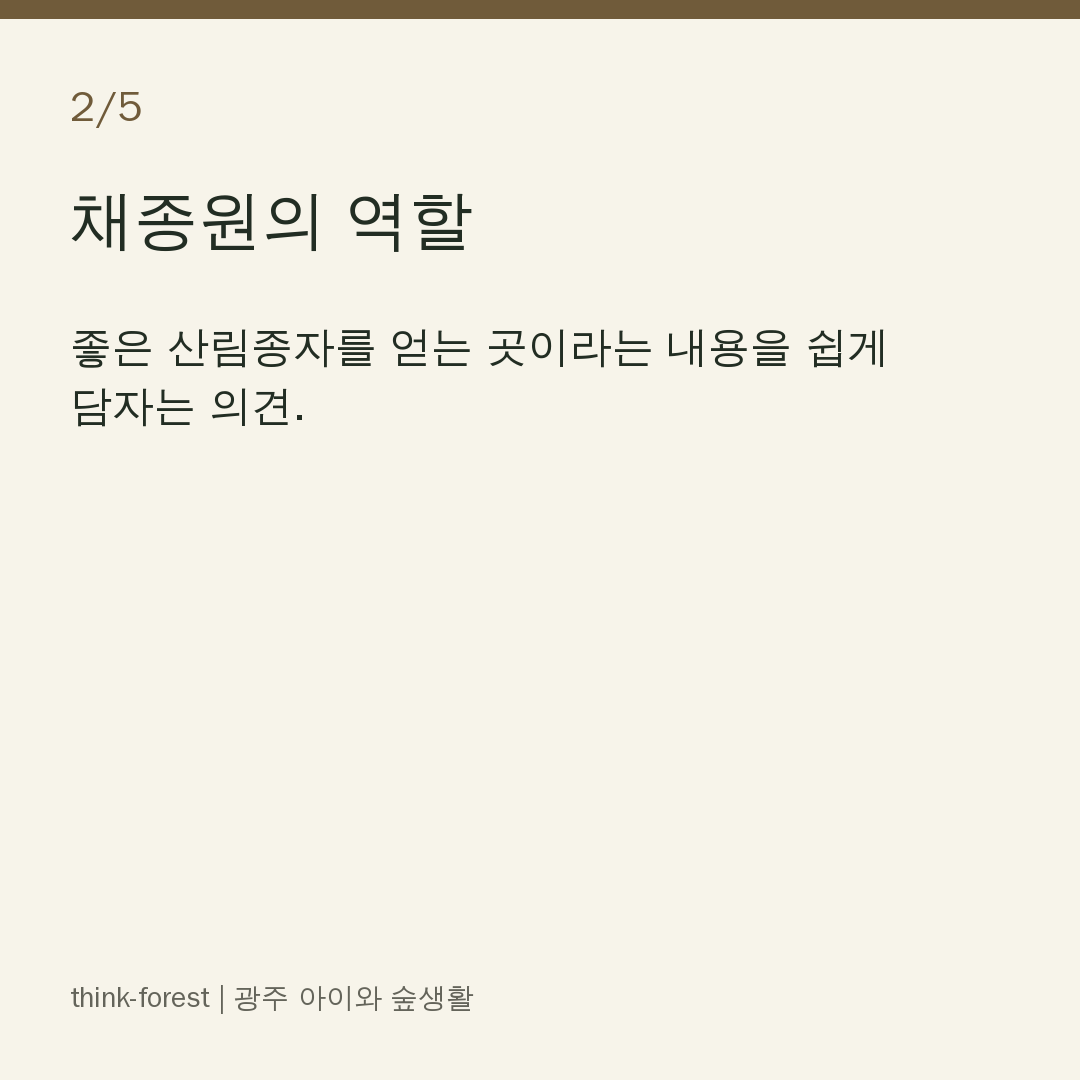 2/5
채종원의 역할
좋은 산림종자를 얻는 곳이라는 내용을 쉽게
담자는 의견.
think-forest | 광주 아이와 숲생활